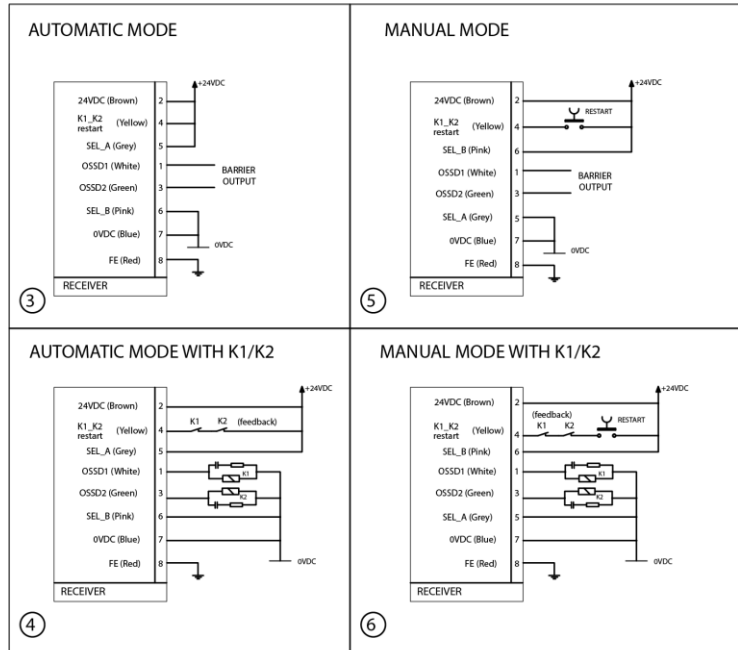 AUTOMATIC MODE
+24VDC
24VDC (Brown) 2
K1_K2
restart (Yellow) 4
SEL_A (Grey) 5
OSSD1 (White) 1
BARRIER
OUTPUT
OSSD2 (Green) 3
SEL_B (Pink) 6
0VDC (Blue) 7
0VDC
FE (Red) 8
RECEIVER
3
MANUAL MODE
+24VDC
24VDC (Brown) 2
RESTART
K1_K2
restart (Yellow) 4
SEL_B (Pink) 6
OSSD1 (White) 1
BARRIER
OUTPUT
OSSD2 (Green) 3
SEL_A (Grey) 5
0VDC (Blue) 7
0VDC
FE (Red) 8
RECEIVER
5
AUTOMATIC MODE WITH K1/K2
+24VDC
24VDC (Brown) 2
K1 K2 (feedback)
K1_K2
restart (Yellow) 4
SEL_A (Grey) 5
OSSD1 (White) 1
K1
OSSD2 (Green) 3
K2
SEL_B (Pink) 6
0VDC (Blue) 7
FE (Red) 8
0VDC
RECEIVER
4
MANUAL MODE WITH K1/K2
+24VDC
24VDC (Brown) 2
(feedback)
K1 K2 RESTART
K1_K2
restart (Yellow) 4
SEL_B (Pink) 6
OSSD1 (White) 1
K1
OSSD2 (Green) 3
K2
SEL_A (Grey) 5
0VDC (Blue) 7
FE (Red) 8
0VDC
RECEIVER
6